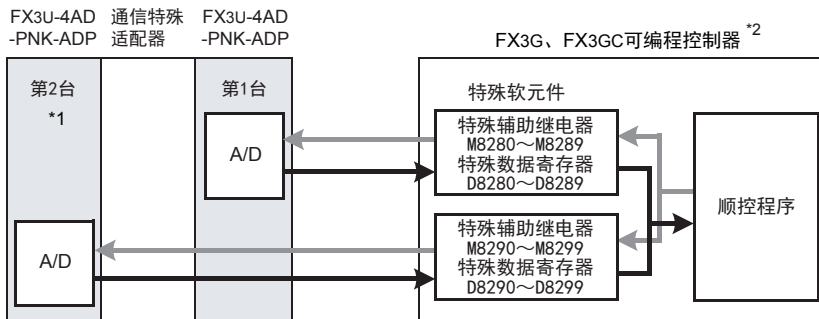 FX3U-4AD
-PNK-ADP
通信特殊
适配器
FX3U-4AD
-PNK-ADP
FX3G、FX3GC可编程控制器 *2
第2台
*1
第1台
特殊软元件
A/D
特殊辅助继电器
M8280～M8289
特殊数据寄存器
D8280～D8289
顺控程序
A/D
特殊辅助继电器
M8290～M8299
特殊数据寄存器
D8290～D8299